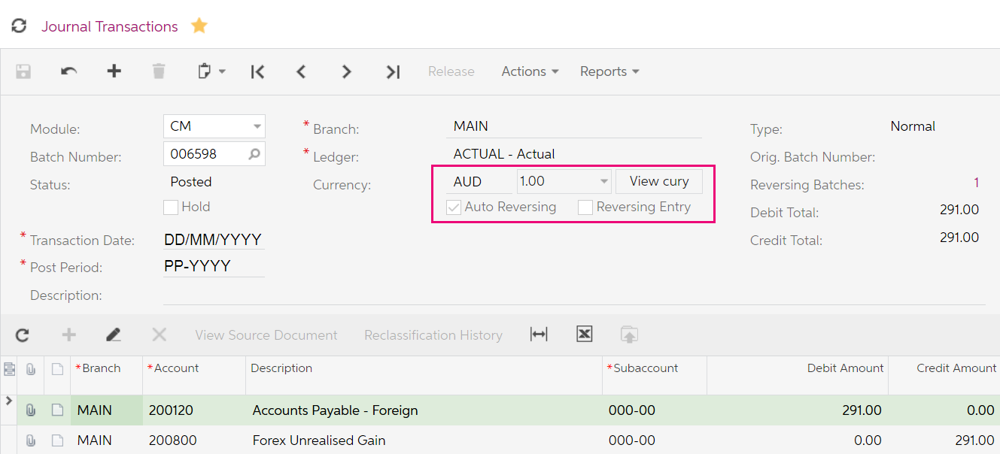 Journal Transactions
Release Actions Reports
Module: CM * Branch: MAIN Type: Normal
Batch Number: 006598 * Ledger: ACTUAL - Actual Orig. Batch Number:
Status: Posted Currency: AUD 1.00 View cury Reversing Batches: 1
Hold Auto Reversing Reversing Entry Debit Total: 291.00
* Transaction Date: DD/MM/YYYY Credit Total: 291.00
* Post Period: PP-YYYY
Description:
View Source Document Reclassification History
*Branch *Account Description *Subaccount Debit Amount Credit Amount
MAIN 200120 Accounts Payable - Foreign 000-00 291.00 0.00
MAIN 200800 Forex Unrealised Gain 000-00 0.00 291.00